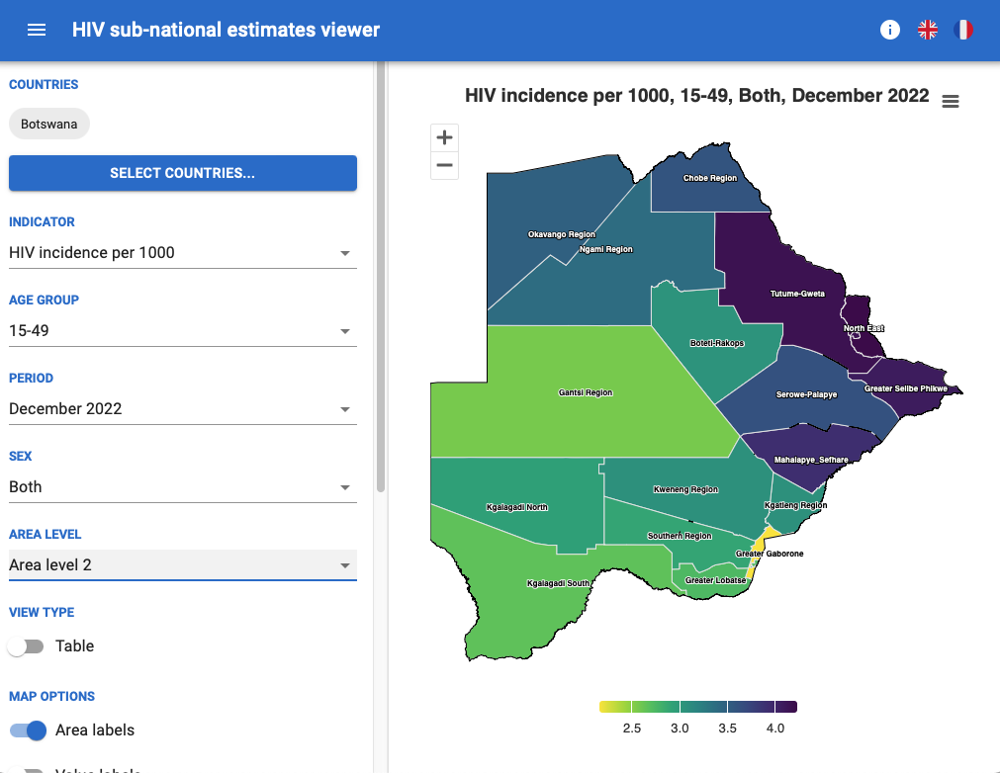 HIV sub-national estimates viewer
COUNTRIES
Botswana
SELECT COUNTRIES...
INDICATOR
HIV incidence per 1000
AGE GROUP
15-49
PERIOD
December 2022
SEX
Both
AREA LEVEL
Area level 2
VIEW TYPE
Table
MAP OPTIONS
Area labels
Value labels
HIV incidence per 1000, 15-49, Both, December 2022
+
−
Chobe Region
Okavango Region
Ngami Region
Tutume-Gweta
North East
Boteti-Rakops
Greater Selibe Phikwe
Gantsi Region
Serowe-Palapye
Mahalapye_Sefhare
Kweneng Region
Kgalagadi North
Kgatleng Region
Southern Region
Greater Gaborone
Greater Lobatse
Kgalagadi South
2.5 3.0 3.5 4.0